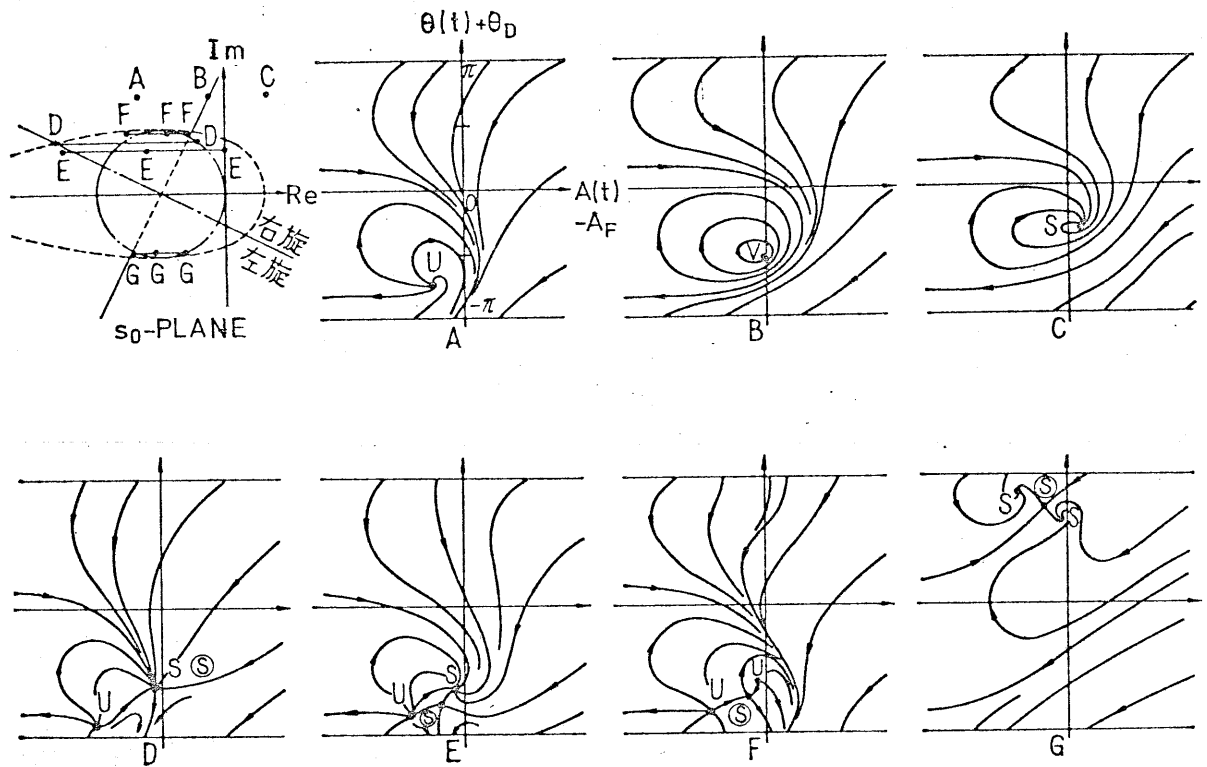 Im
A
B
C
F F F
D
D
E E E
Re
右旋
左旋
G G G
s₀-PLANE
θ(t)+θD
π
0
A(t)
-AF
U
-π
A
V
B
S
C
S Ⓢ
U
D
S
U
Ⓢ
E
U
U
Ⓢ
F
Ⓢ
S
S
G